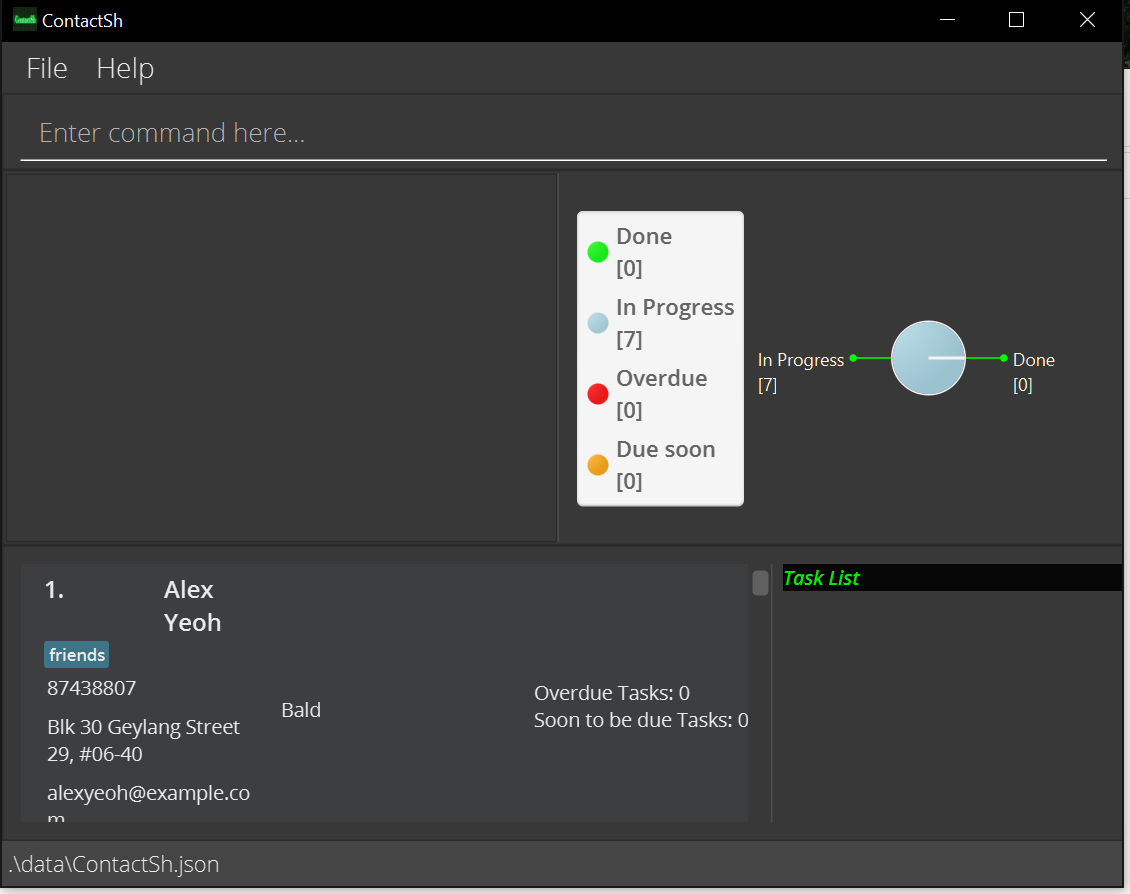 ContactSh
File Help
Enter command here...
Done
[0]
In Progress
[7]
Overdue
[0]
Due soon
[0]
In Progress
[7]
Done
[0]
1. Alex
Yeoh
friends
87438807
Blk 30 Geylang Street
29, #06-40
alexyeoh@example.co
m
Bald
Overdue Tasks: 0
Soon to be due Tasks: 0
Task List
.\data\ContactSh.json